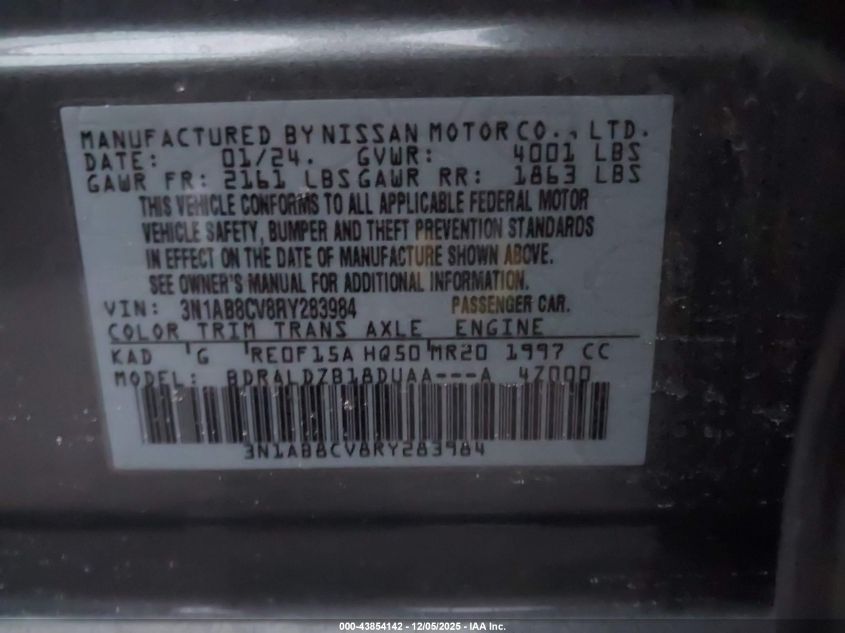 MANUFACTURED BY NISSAN MOTOR CO., LTD.
DATE: 01/24. GVWR: 4001 LBS
GAWR FR: 2161 LBS GAWR RR: 1863 LBS
THIS VEHICLE CONFORMS TO ALL APPLICABLE FEDERAL MOTOR
VEHICLE SAFETY, BUMPER AND THEFT PREVENTION STANDARDS
IN EFFECT ON THE DATE OF MANUFACTURE SHOWN ABOVE.
SEE OWNER'S MANUAL FOR ADDITIONAL INFORMATION.
VIN: 3N1AB8CV8RY283984 PASSENGER CAR.
COLOR TRIM TRANS AXLE ENGINE
KAD G RE0F15A HQ50 MR20 1997 CC
MODEL: BDRALDZB18DUAA---A 4Z000
3N1AB8CV8RY283984
000-43854142 - 12/05/2025 - IAA Inc.